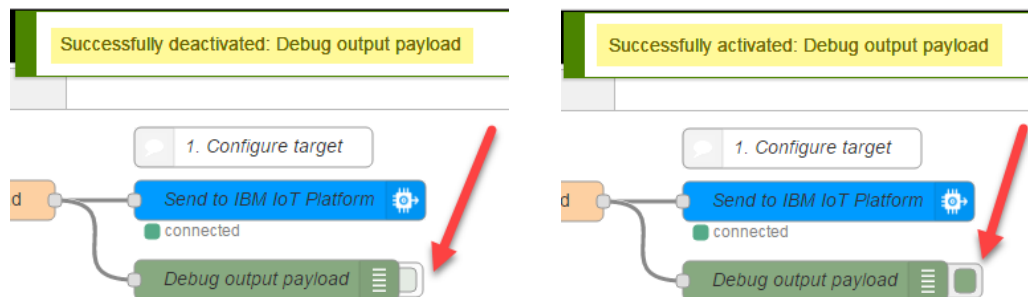 Successfully deactivated: Debug output payload
1. Configure target
d
Send to IBM IoT Platform
connected
Debug output payload
Successfully activated: Debug output payload
1. Configure target
d
Send to IBM IoT Platform
connected
Debug output payload